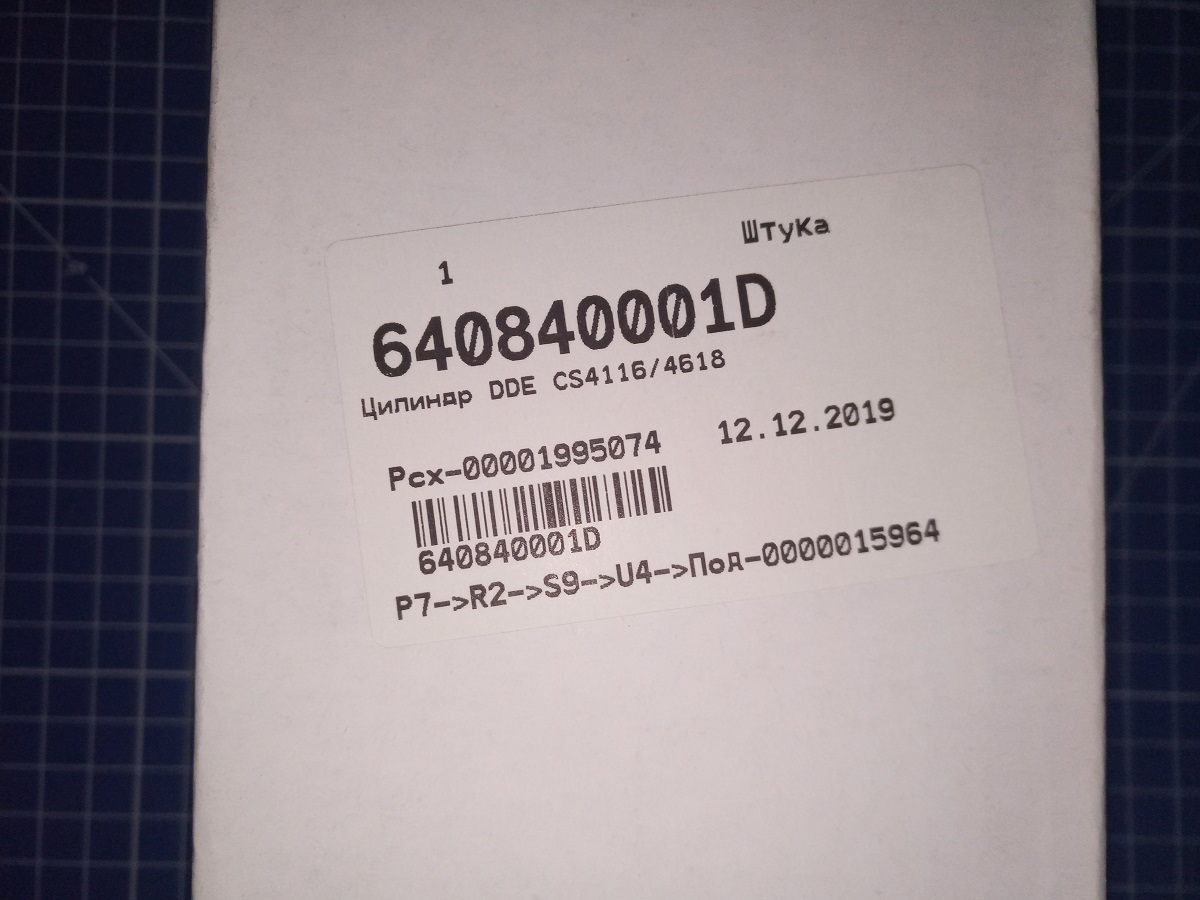 1 Штука
640840001D
Цилиндр DDE CS4116/4618
Рсх-00001995074 12.12.2019
640840001D
P7->R2->S9->U4->Под-0000015964